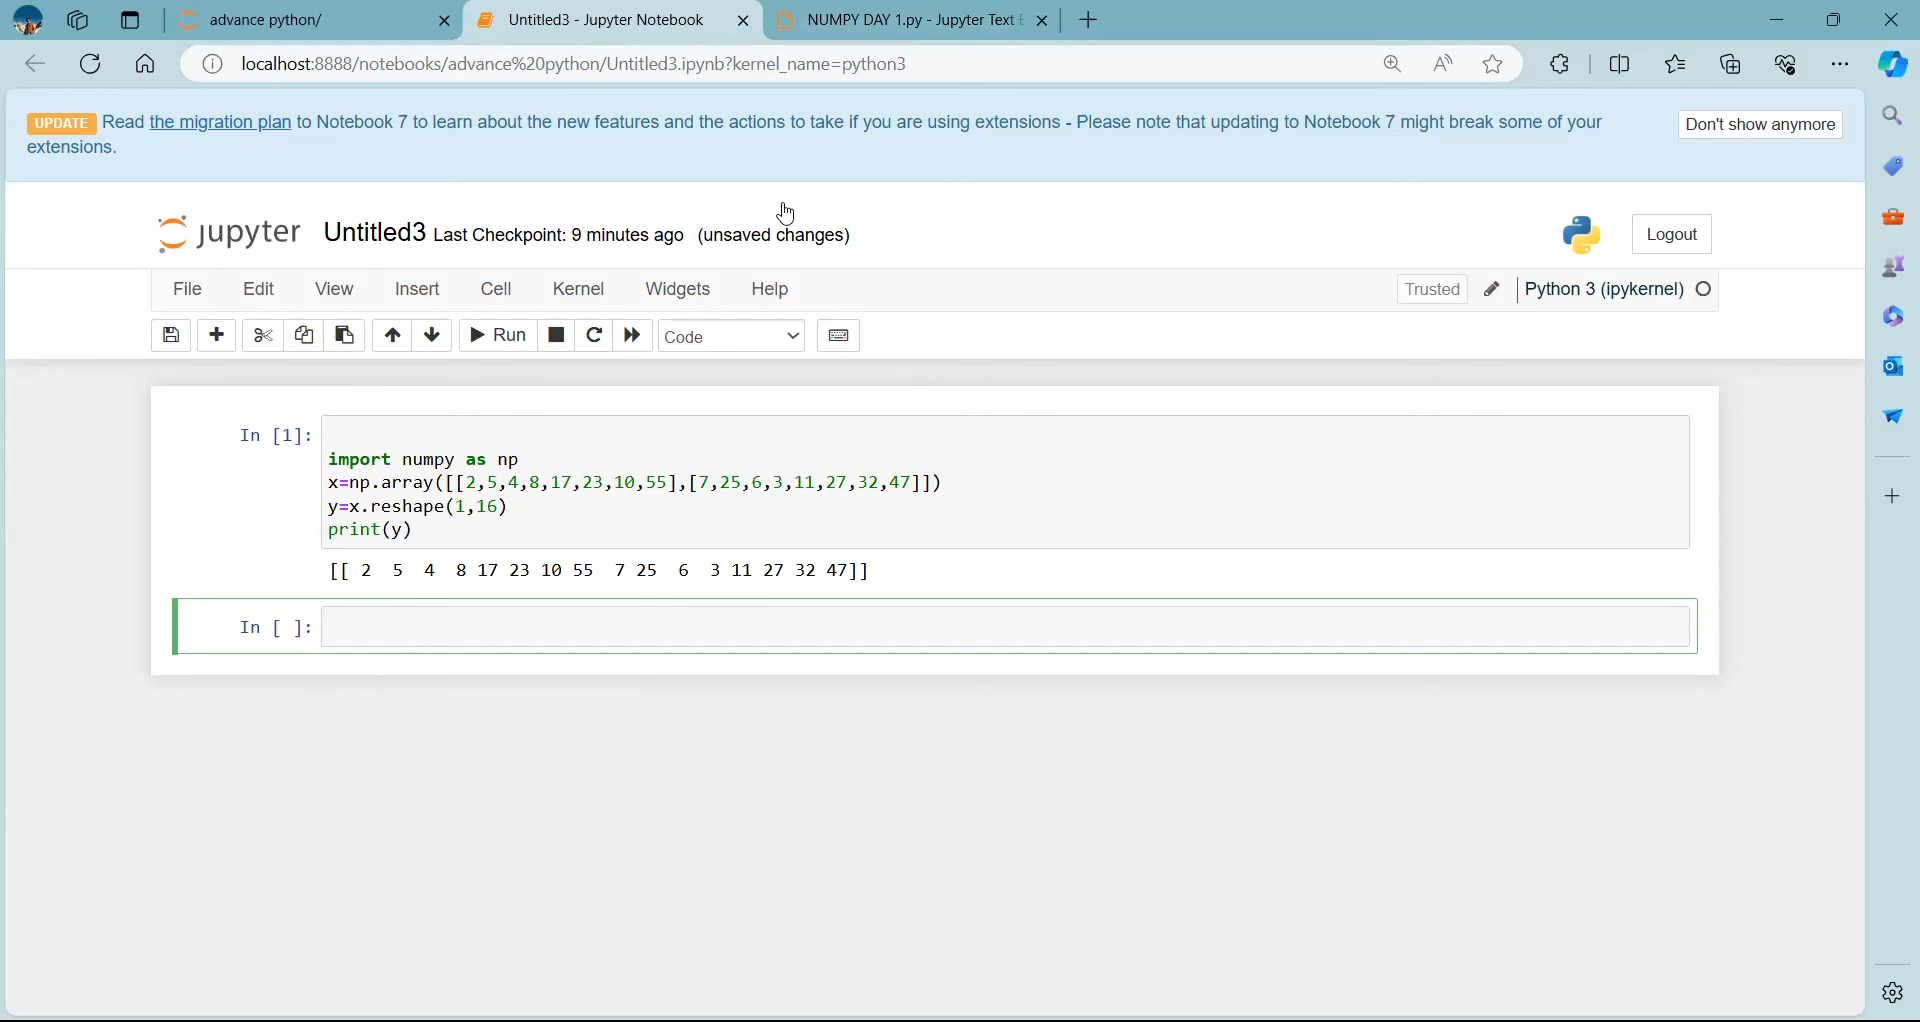 advance python/
Untitled3 - Jupyter Notebook
NUMPY DAY 1.py - Jupyter Text E
localhost:8888/notebooks/advance%20python/Untitled3.ipynb?kernel_name=python3
UPDATE Read the migration plan to Notebook 7 to learn about the new features and the actions to take if you are using extensions - Please note that updating to Notebook 7 might break some of your
extensions.
Don't show anymore
jupyter Untitled3 Last Checkpoint: 9 minutes ago (unsaved changes)
Logout
File Edit View Insert Cell Kernel Widgets Help
Trusted Python 3 (ipykernel)
Run Code
In [1]:
import numpy as np
x=np.array([[2,5,4,8,17,23,10,55],[7,25,6,3,11,27,32,47]])
y=x.reshape(1,16)
print(y)
[[ 2  5  4  8 17 23 10 55  7 25  6  3 11 27 32 47]]
In [ ]: